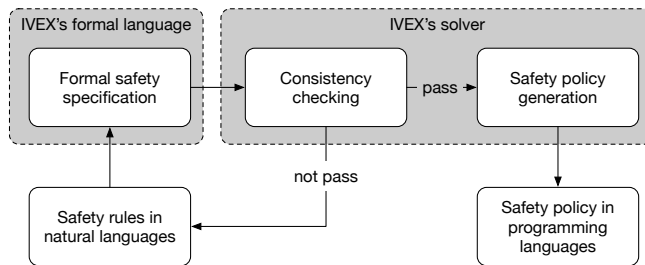 IVEX's formal language
IVEX's solver
Formal safety
specification
Consistency
checking
pass
Safety policy
generation
not pass
Safety rules in
natural languages
Safety policy in
programming
languages